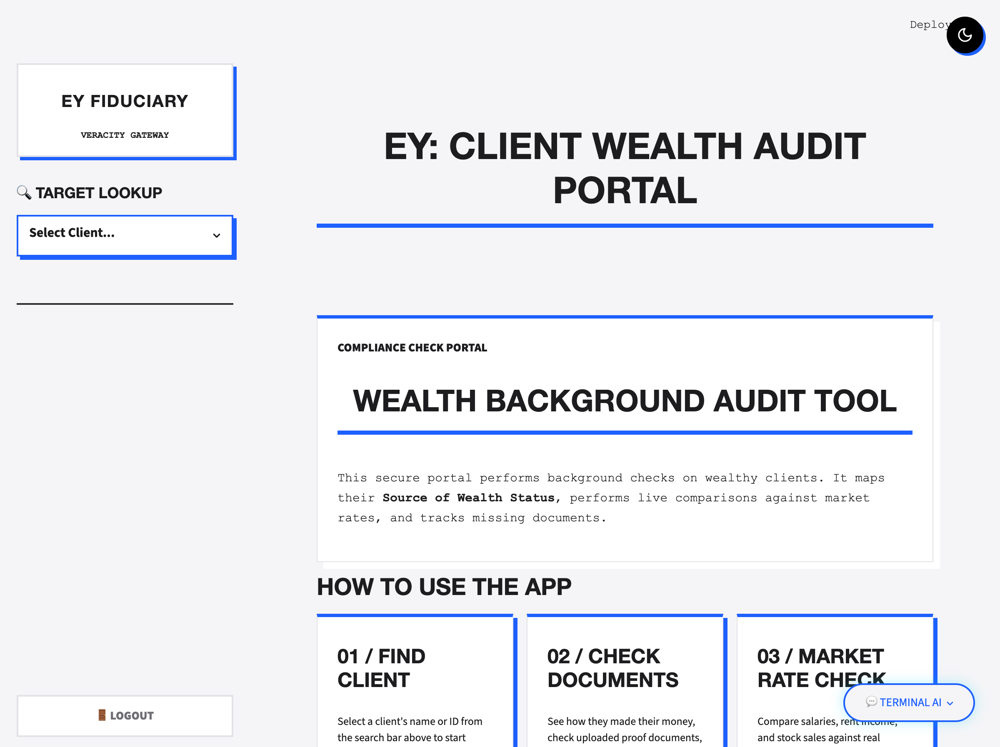 Deploy
EY FIDUCIARY
VERACITY GATEWAY
🔍 TARGET LOOKUP
Select Client...
🚪 LOGOUT
EY: CLIENT WEALTH AUDIT
PORTAL
COMPLIANCE CHECK PORTAL
WEALTH BACKGROUND AUDIT TOOL
This secure portal performs background checks on wealthy clients. It maps
their Source of Wealth Status, performs live comparisons against market
rates, and tracks missing documents.
HOW TO USE THE APP
01 / FIND
CLIENT
Select a client's name or ID from
the search bar above to start
02 / CHECK
DOCUMENTS
See how they made their money,
check uploaded proof documents,
03 / MARKET
RATE CHECK
Compare salaries, rent income,
and stock sales against real
💬 TERMINAL AI